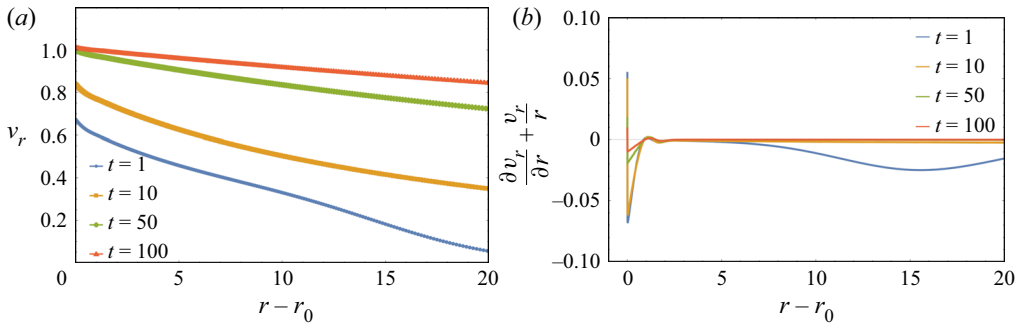 (a)
1.0
0.8
0.6
0.4
0.2
v_r
t = 1
t = 10
t = 50
t = 100
0 5 10 15 20
r – r_0
(b)
0.10
0.05
0
–0.05
–0.10
∂v_r/∂r + v_r/r
t = 1
t = 10
t = 50
t = 100
0 5 10 15 20
r – r_0